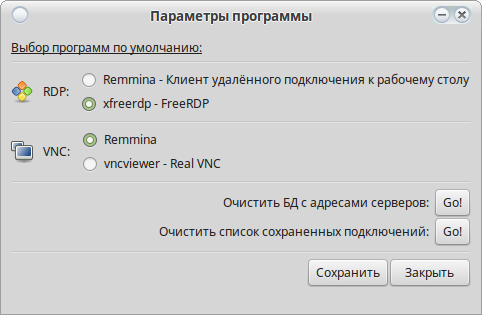 Параметры программы
Выбор программ по умолчанию:
RDP:
Remmina - Клиент удалённого подключения к рабочему столу
xfreerdp - FreeRDP
VNC:
Remmina
vncviewer - Real VNC
Очистить БД с адресами серверов: Go!
Очистить список сохраненных подключений: Go!
Сохранить Закрыть